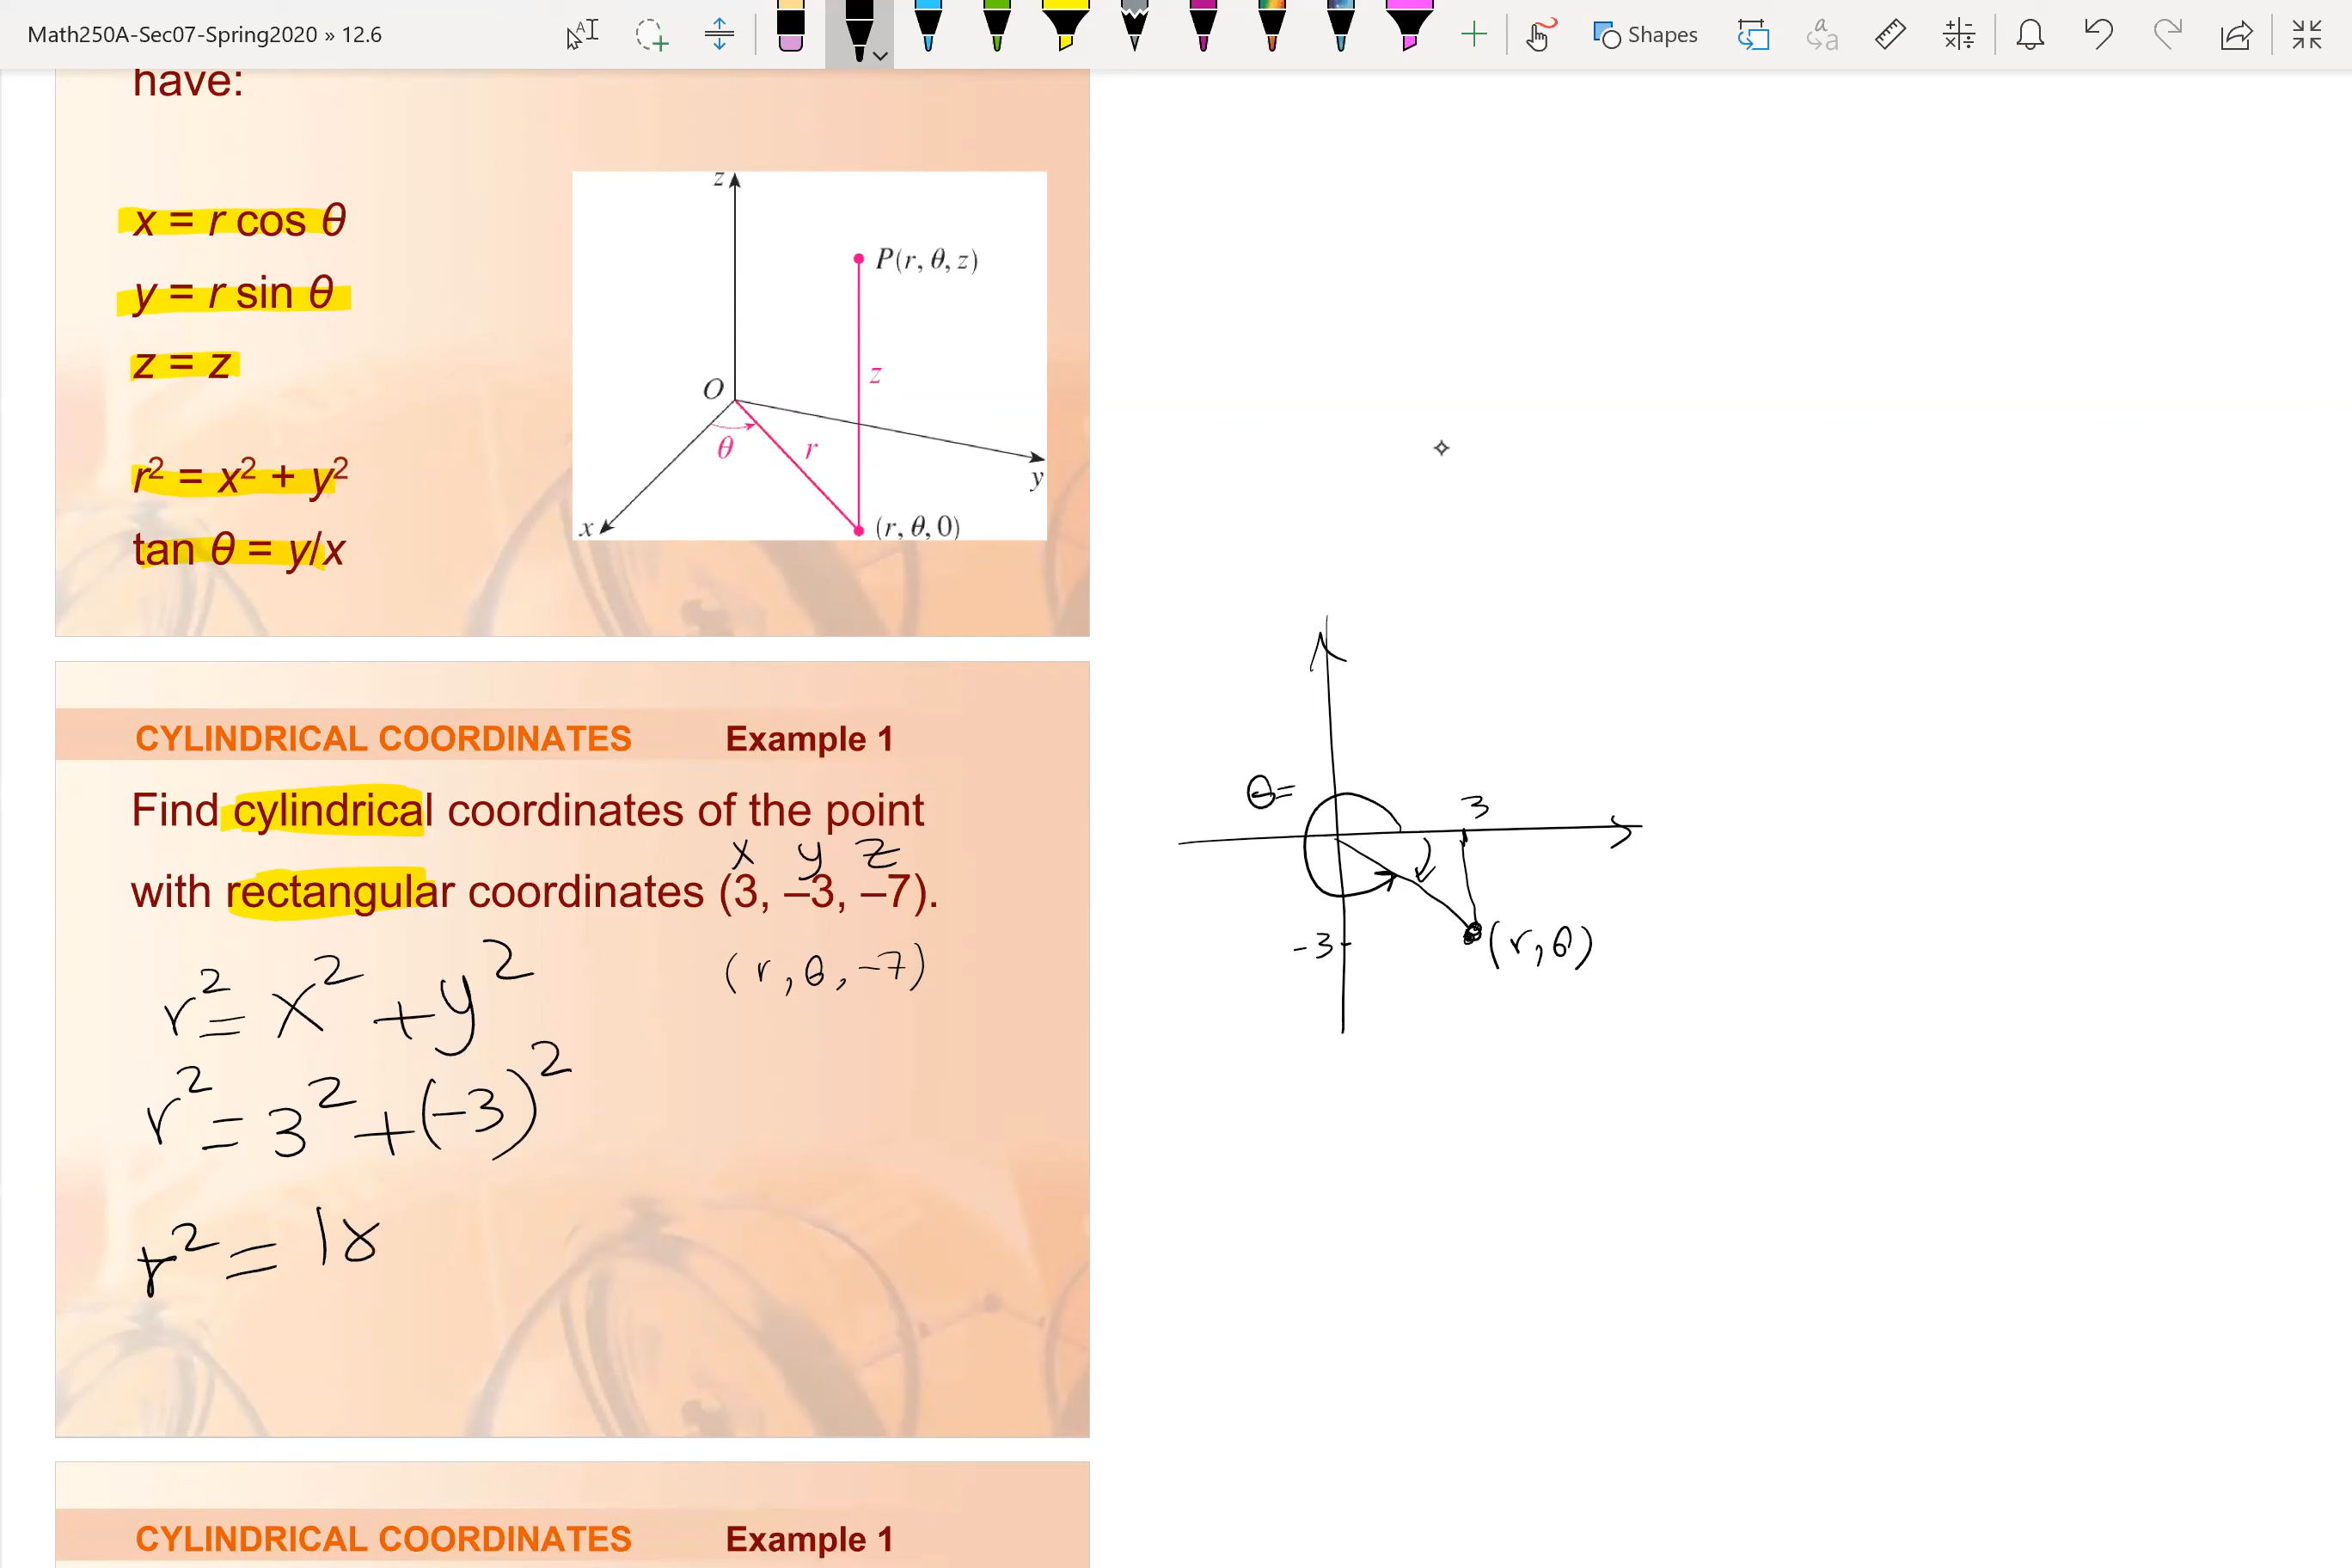 Math250A-Sec07-Spring2020 » 12.6
Shapes
have:
x = r cos θ
y = r sin θ
z = z
r² = x² + y²
tan θ = y/x
z
P(r, θ, z)
z
O
θ
r
y
x
(r, θ, 0)
CYLINDRICAL COORDINATES Example 1
Find cylindrical coordinates of the point
x y z
with rectangular coordinates (3, –3, –7).
(r, θ, -7)
r² = x² + y²
r² = 3² + (-3)²
r² = 18
θ=
3
-3
(r, θ)
CYLINDRICAL COORDINATES Example 1